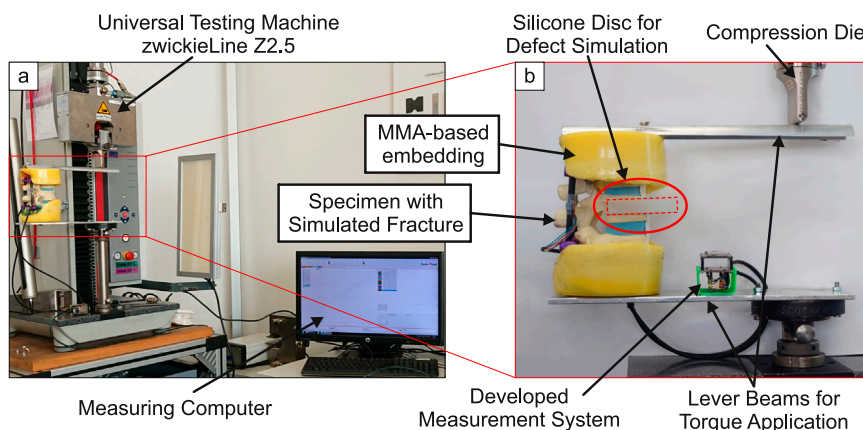 Universal Testing Machine
zwickieLine Z2.5
Silicone Disc for
Defect Simulation
Compression Die
a
b
MMA-based
embedding
Specimen with
Simulated Fracture
Measuring Computer
Developed
Measurement System
Lever Beams for
Torque Application